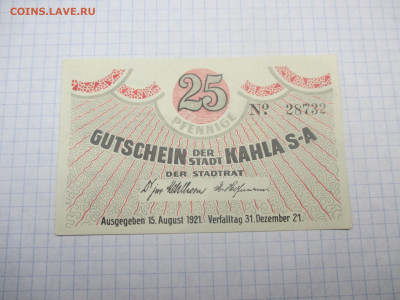 COINS.LAVE.RU
25
PFENNIGE
№ 28732
GUTSCHEIN DER STADT KAHLA S-A
DER STADTRAT
Ausgegeben 15. August 1921. Verfalltag 31. Dezember 21.